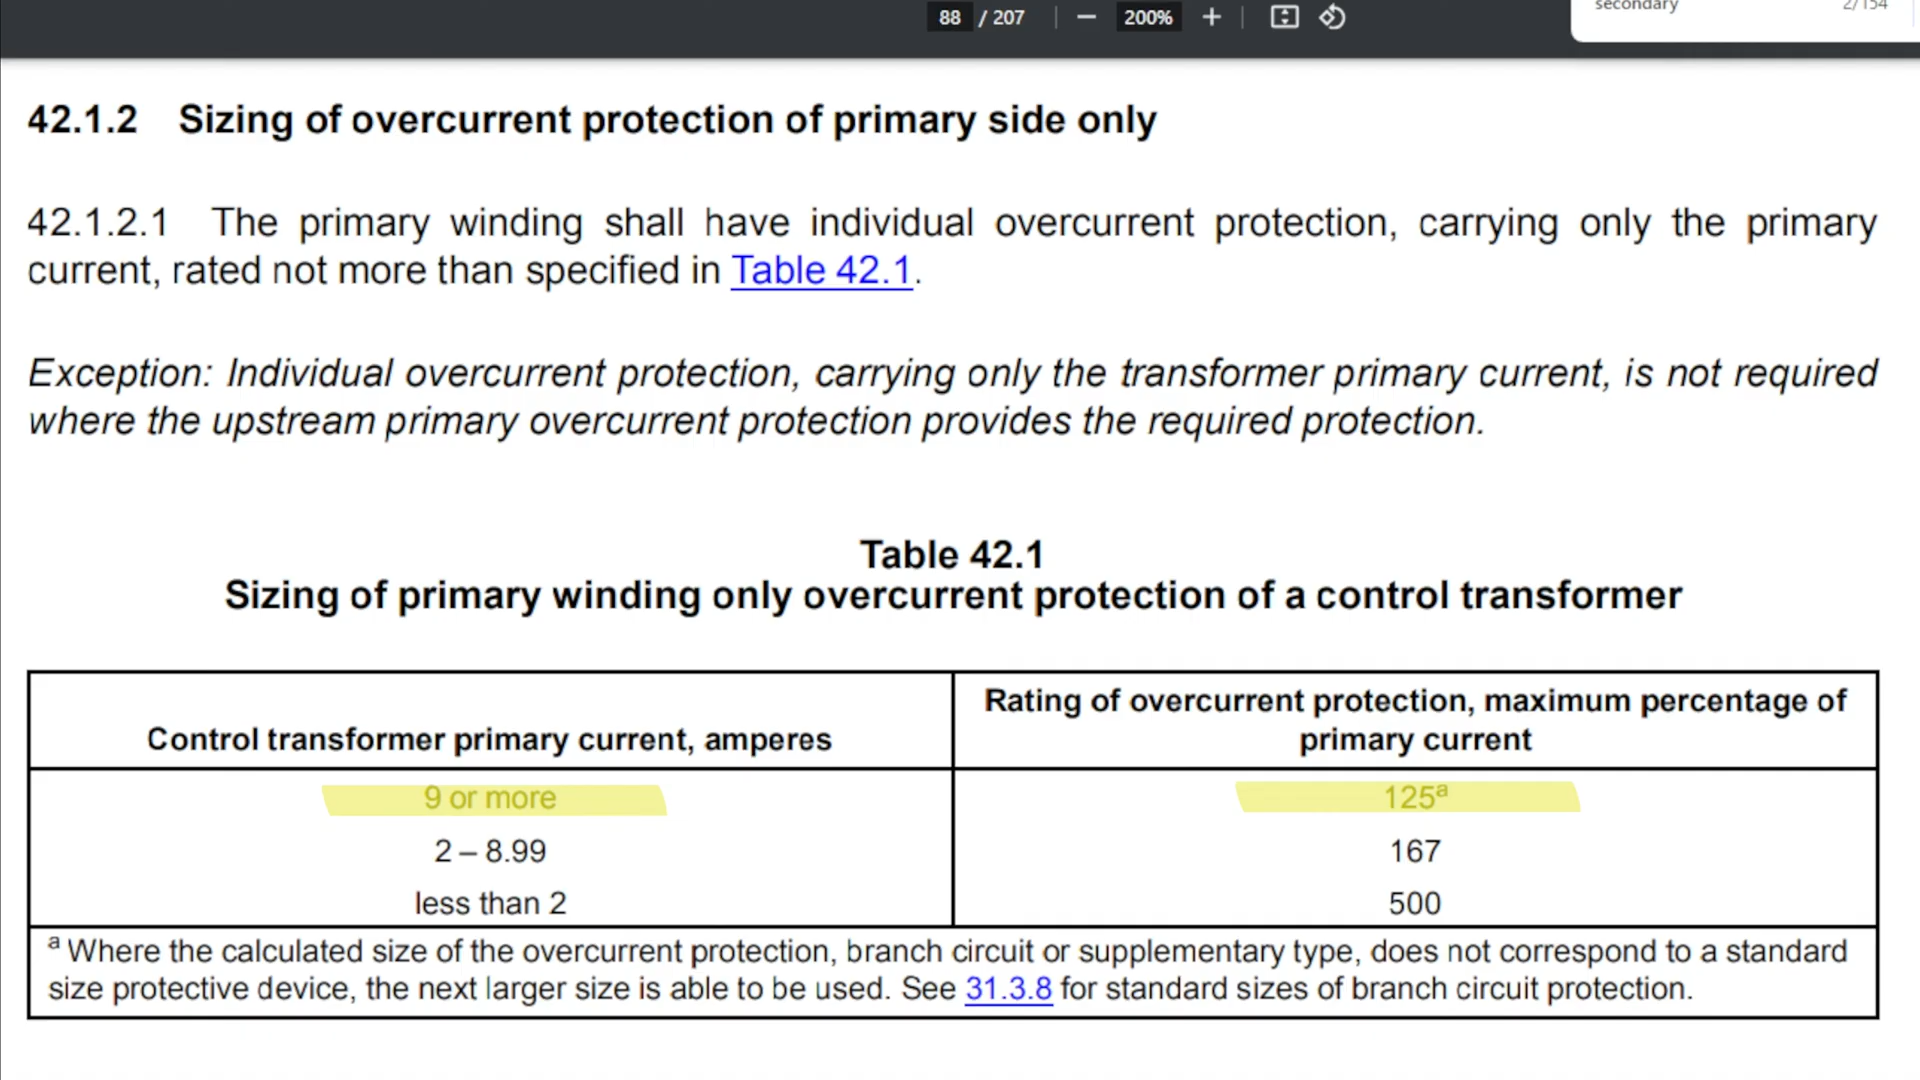 88 / 207 200% secondary 2/154
42.1.2 Sizing of overcurrent protection of primary side only
42.1.2.1 The primary winding shall have individual overcurrent protection, carrying only the primary
current, rated not more than specified in Table 42.1.
Exception: Individual overcurrent protection, carrying only the transformer primary current, is not required
where the upstream primary overcurrent protection provides the required protection.
Table 42.1
Sizing of primary winding only overcurrent protection of a control transformer
Control transformer primary current, amperes
Rating of overcurrent protection, maximum percentage of
primary current
9 or more 125ª
2 – 8.99 167
less than 2 500
ª Where the calculated size of the overcurrent protection, branch circuit or supplementary type, does not correspond to a standard
size protective device, the next larger size is able to be used. See 31.3.8 for standard sizes of branch circuit protection.